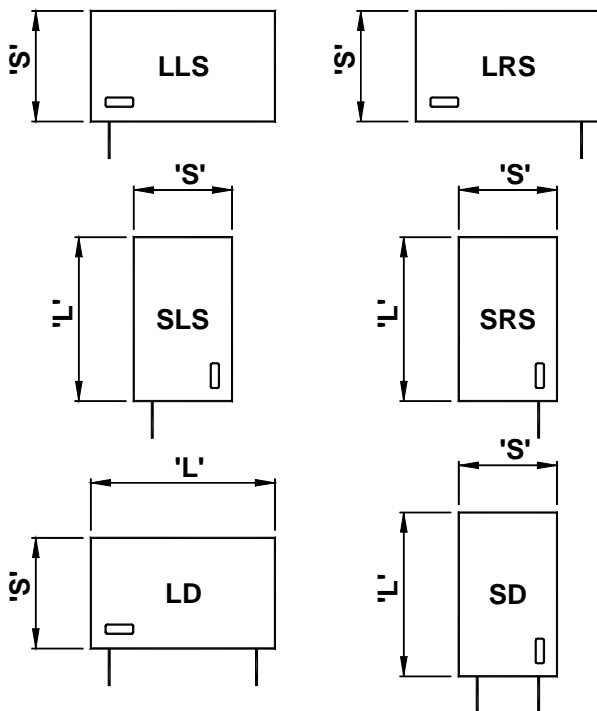 'S' LLS
'S' LRS
'S'
'L' SLS
'S'
'L' SRS
'L'
'S' LD
'S'
'L' SD